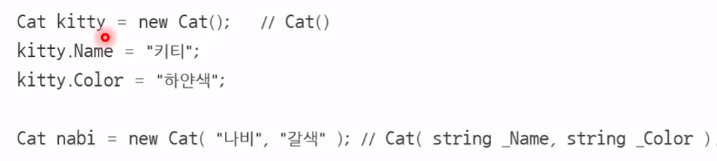 Cat kitty = new Cat();   // Cat()
kitty.Name = "키티";
kitty.Color = "하얀색";
Cat nabi = new Cat( "나비", "갈색" ); // Cat( string _Name, string _Color )